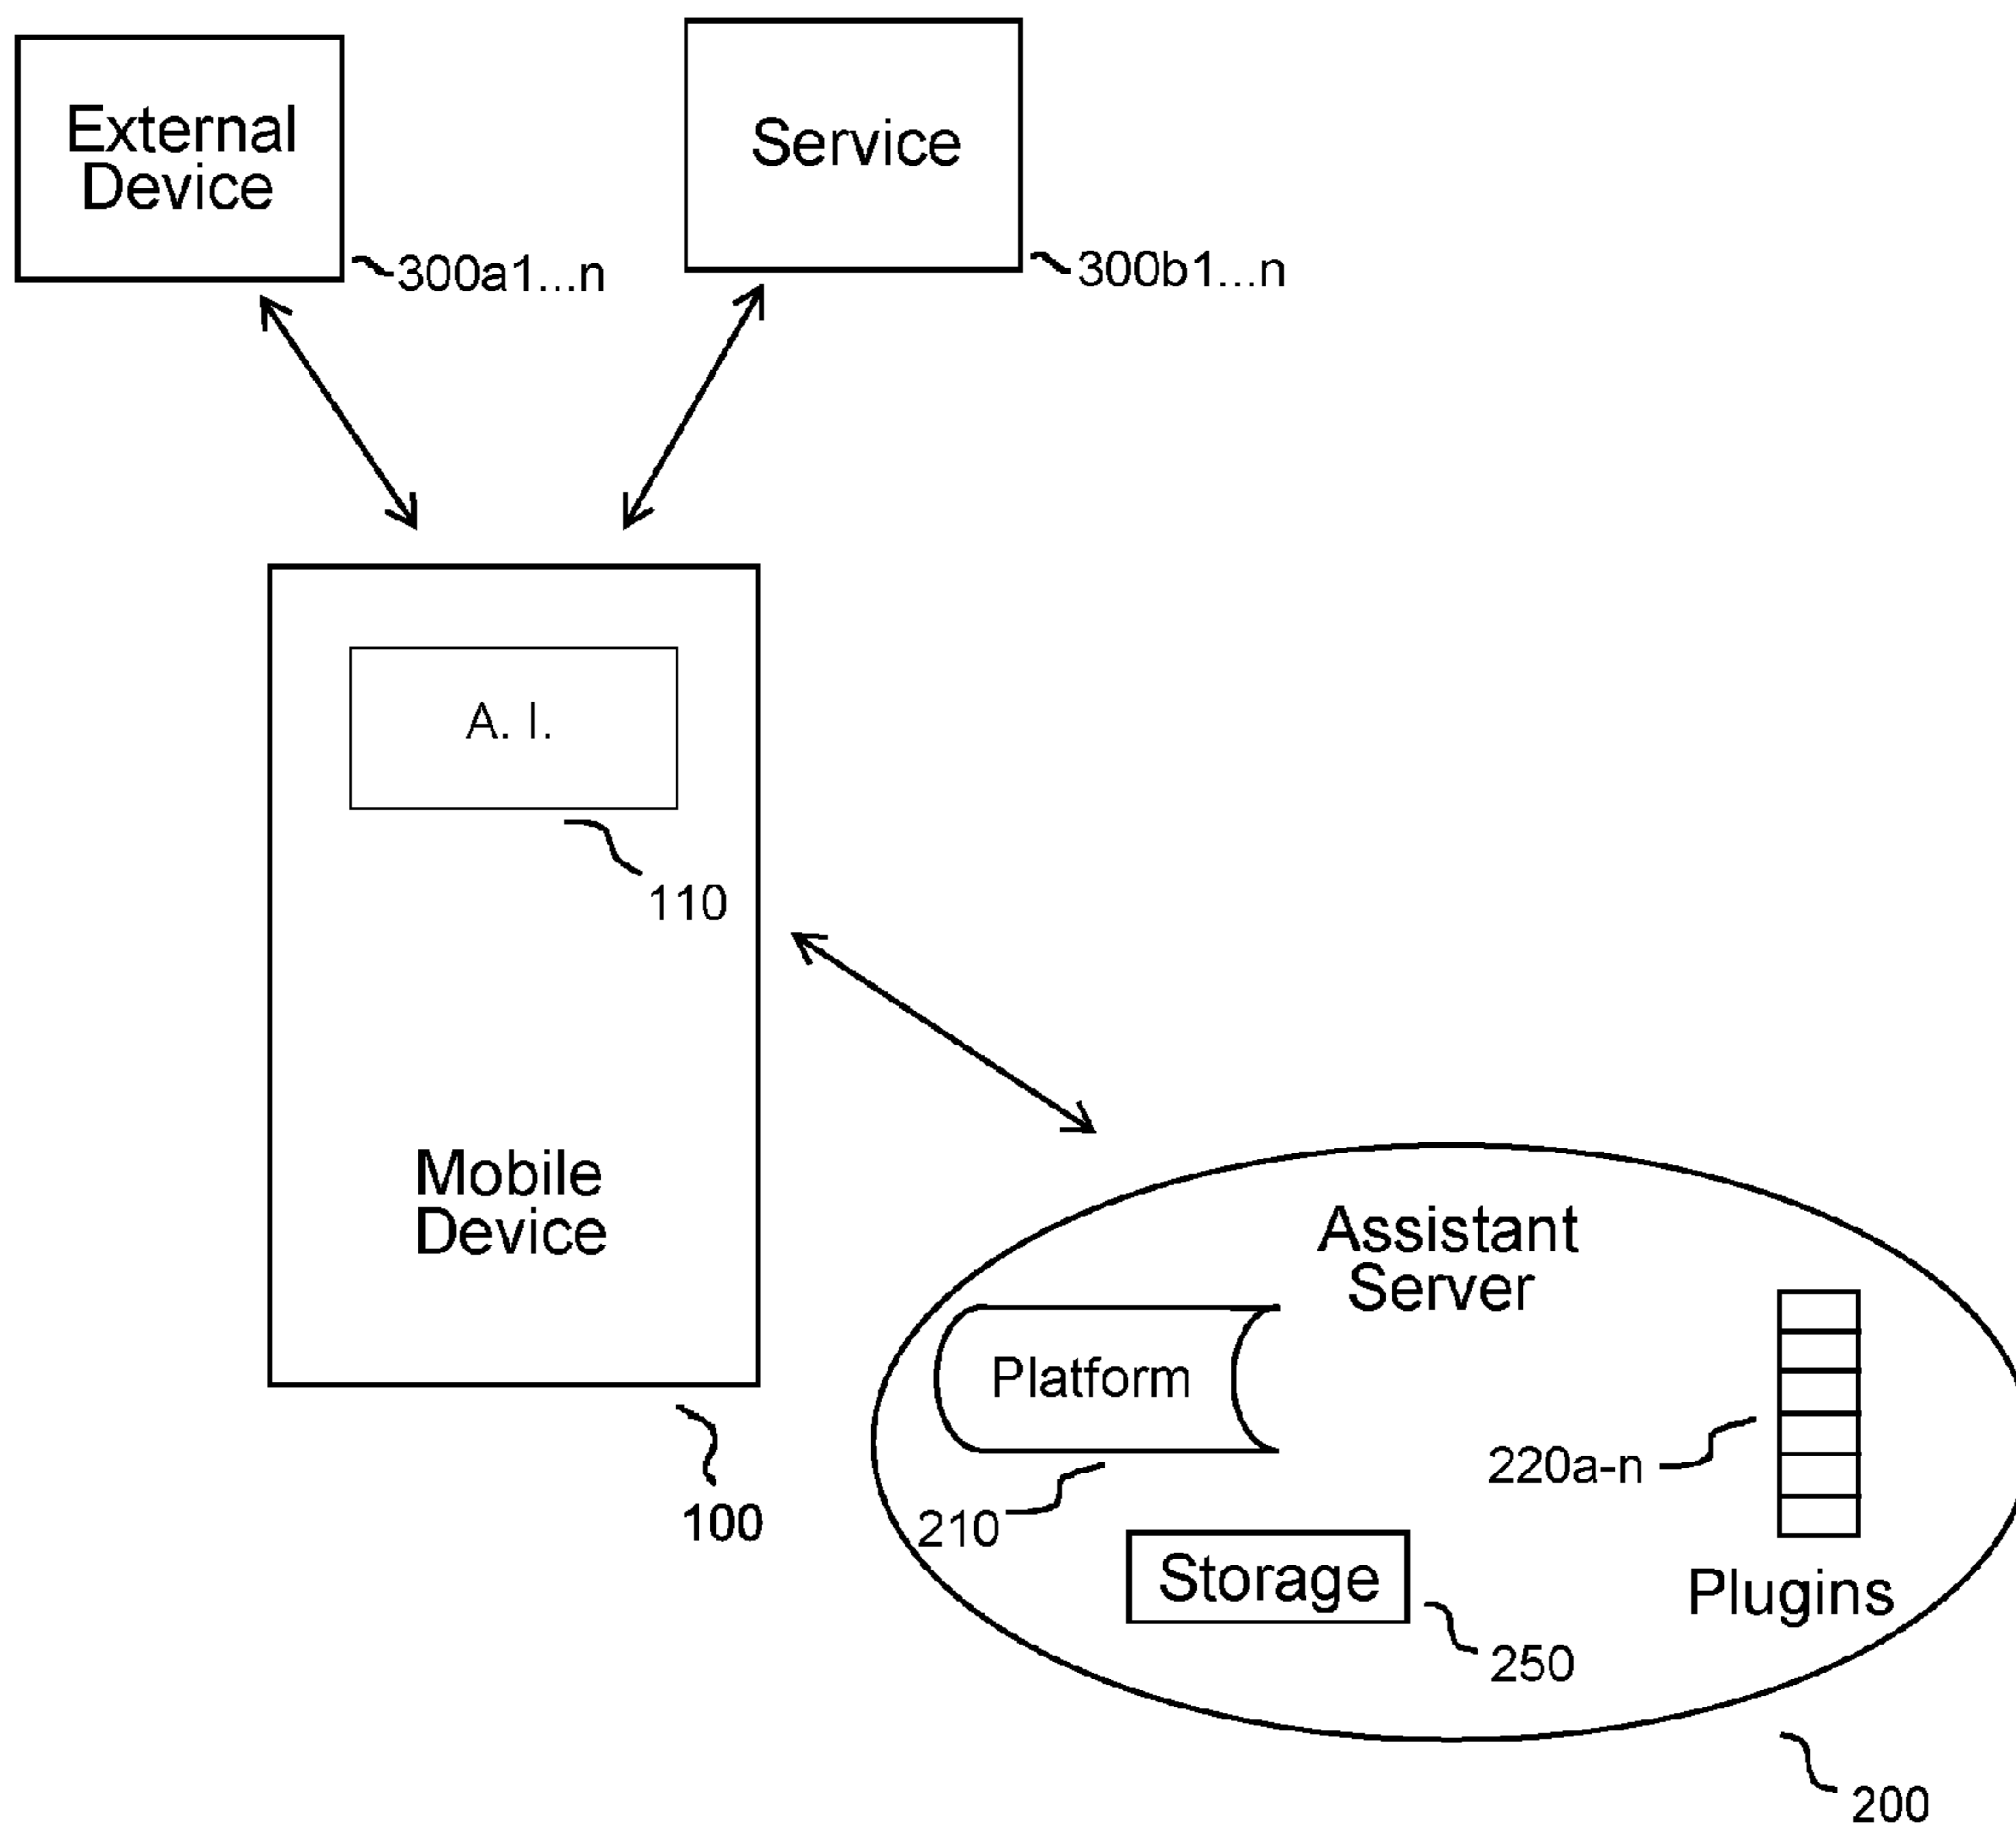 External
Device
300a1...n
Service
300b1...n
A. I.
110
Mobile
Device
100
Assistant
Server
Platform
210
220a-n
Storage
250
Plugins
200